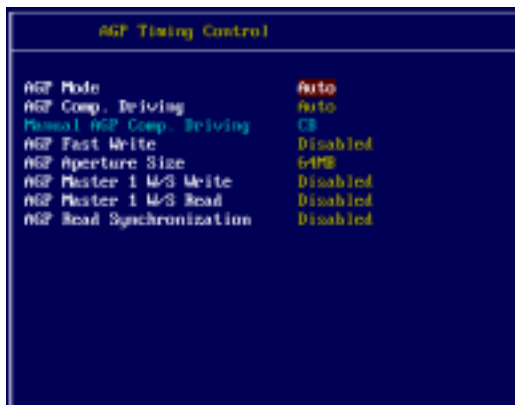 AGP Timing Control
AGP Mode Auto
AGP Comp. Driving Auto
Manual AGP Comp. Driving CB
AGP Fast Write Disabled
AGP Aperture Size 64MB
AGP Master 1 W/S Write Disabled
AGP Master 1 W/S Read Disabled
AGP Read Synchronization Disabled